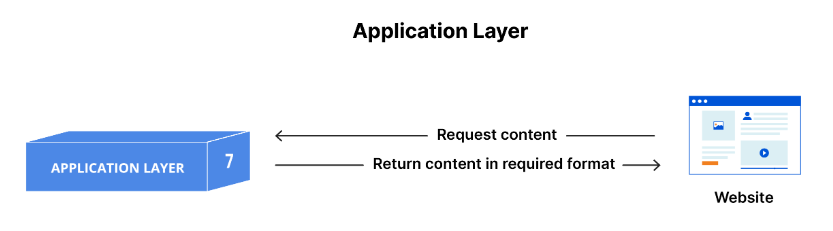 Application Layer
Request content
APPLICATION LAYER 7
Return content in required format
Website